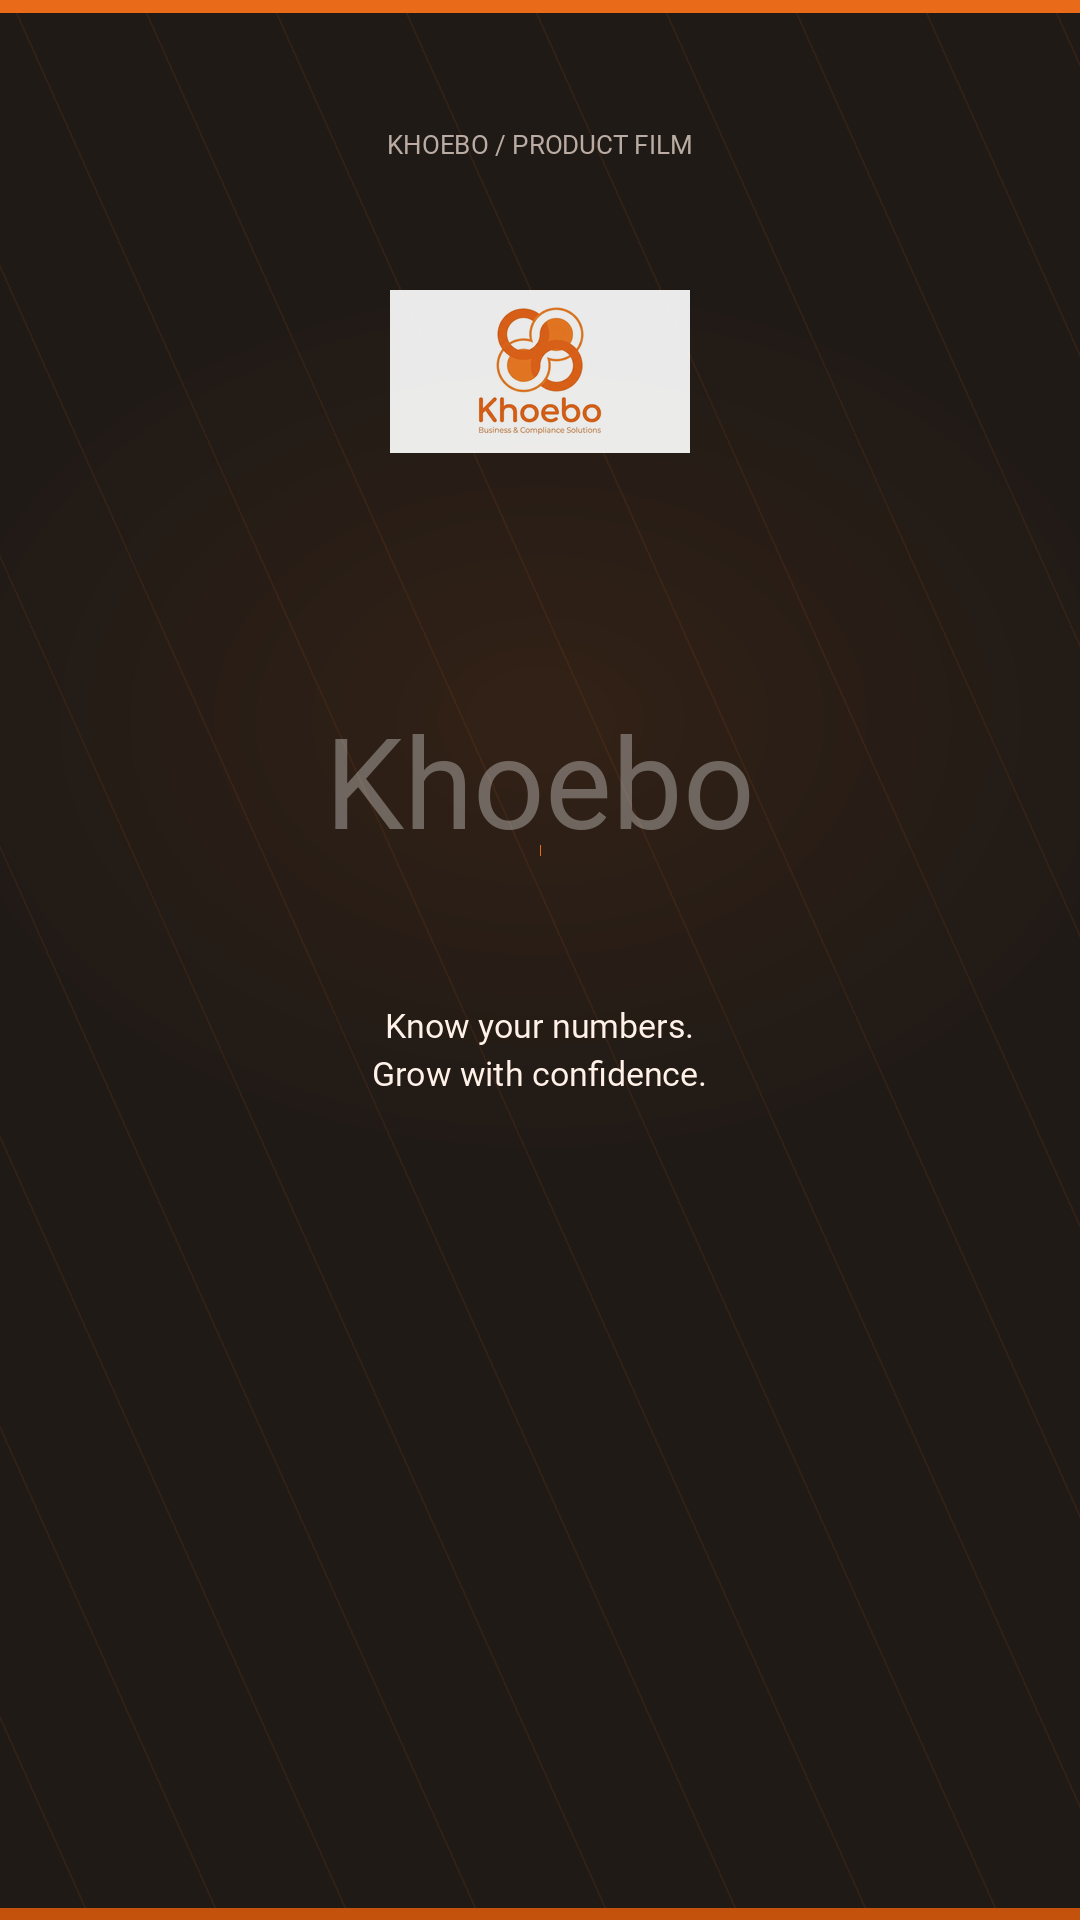 KHOEBO / PRODUCT FILM
Khoebo
Business & Compliance Solutions
Khoebo
Know your numbers.
Grow with confidence.